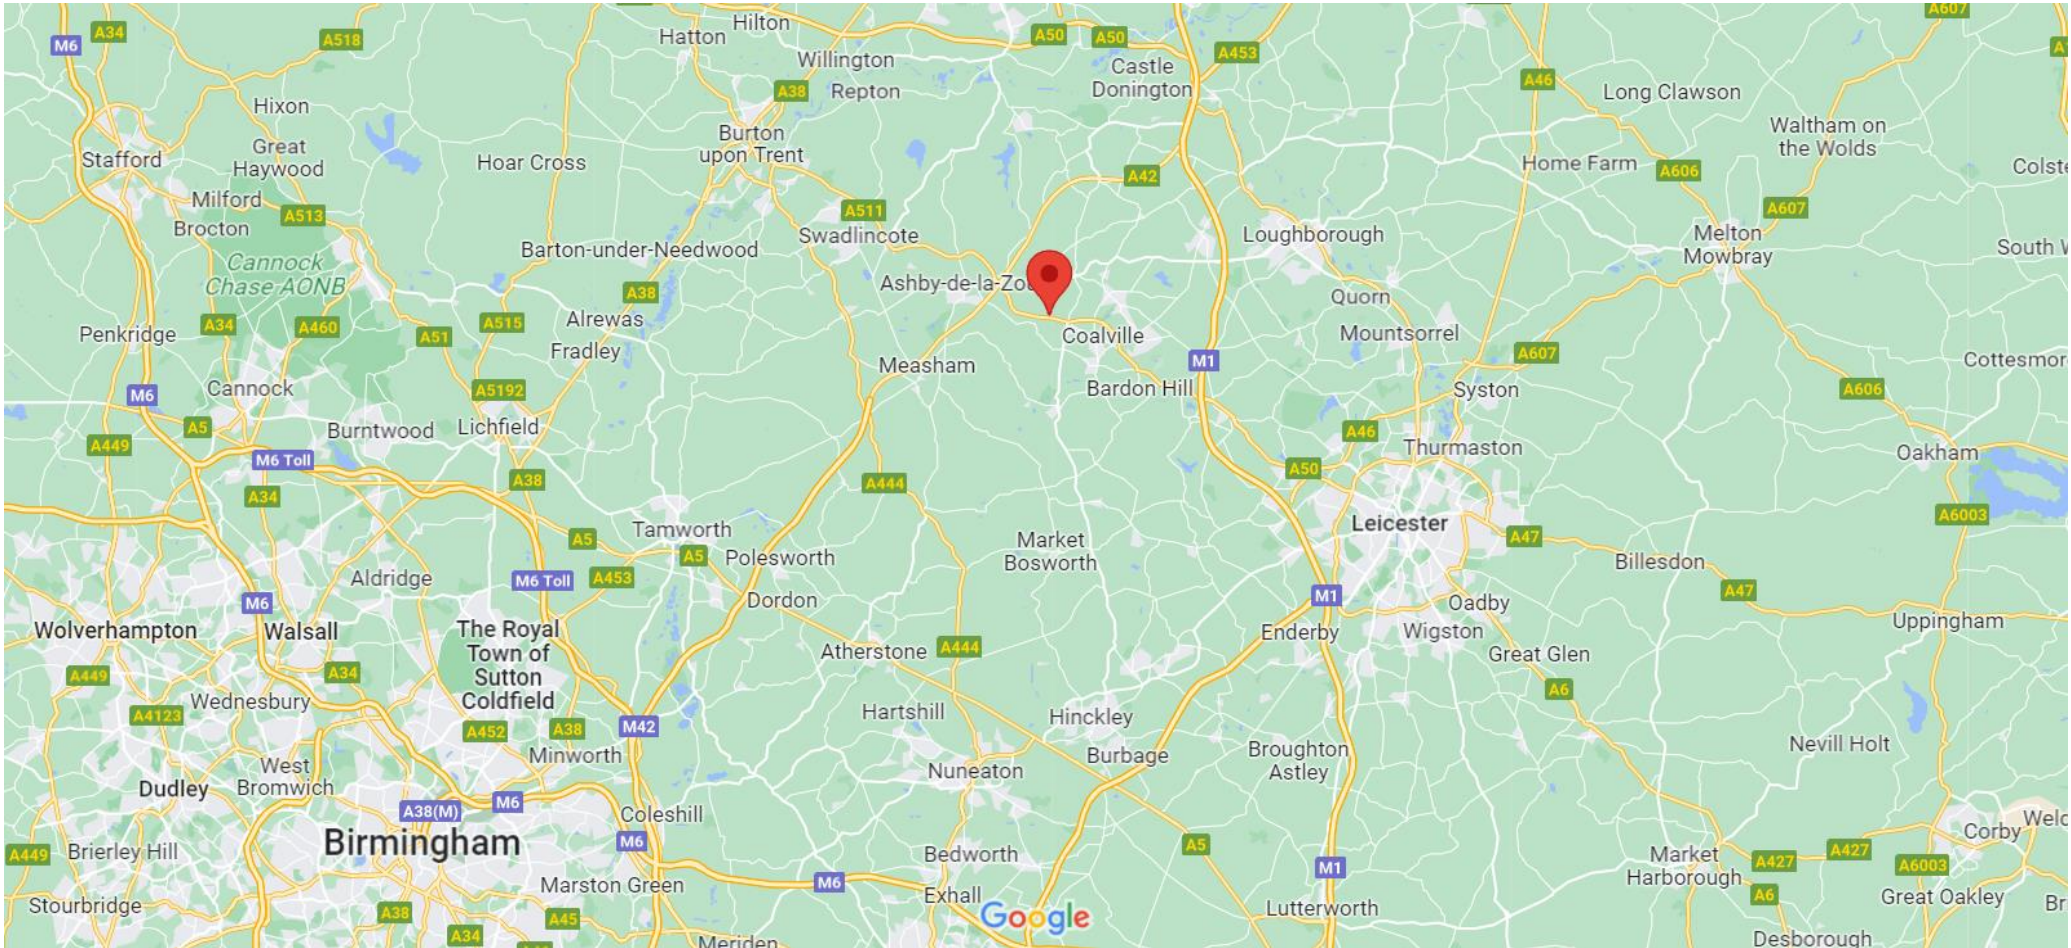 A607
Hilton
A34
M6
A518
Hatton
A50
A50
A453
Willington
Castle
Donington
A46
A38
Repton
Long Clawson
Hixon
Waltham on
the Wolds
Burton
upon Trent
Stafford
Great
Haywood
Hoar Cross
Home Farm
A606
A42
Milford
A513
Brocton
A511
Swadlincote
A607
Loughborough
Melton
Mowbray
Barton-under-Needwood
Cannock
Chase AONB
Ashby-de-la-Zou
A38
Quorn
Penkridge
A34
A460
A51
A515
Alrewas
Fradley
Coalville
Mountsorrel
A607
M1
Measham
Cannock
M6
A5192
Bardon Hill
Syston
A606
A5
Burntwood
Lichfield
A46
A449
Thurmaston
Oakham
M6 Toll
A50
A38
A34
A444
A6003
Leicester
Tamworth
A5
A47
A5
Polesworth
Market
Bosworth
Billesdon
M6 Toll
A453
Aldridge
A47
M6
Dordon
M1
Oadby
Wolverhampton
Walsall
The Royal
Town of
Sutton
Coldfield
Enderby
Wigston
Uppingham
Atherstone
A444
Great Glen
A449
A34
A6
Wednesbury
A4123
A452
A38
M42
Hartshill
Hinckley
Minworth
Burbage
Broughton
Astley
Nevill Holt
West
Bromwich
Dudley
Nuneaton
A38(M)
M6
Coleshill
Birmingham
M6
A5
Corby
A449
Brierley Hill
Bedworth
Market
Harborough
A427
A427
A6003
M1
Marston Green
M6
Exhall
A6
Great Oakley
Stourbridge
A38
A45
Google
Lutterworth
A34
Meriden
Desborough